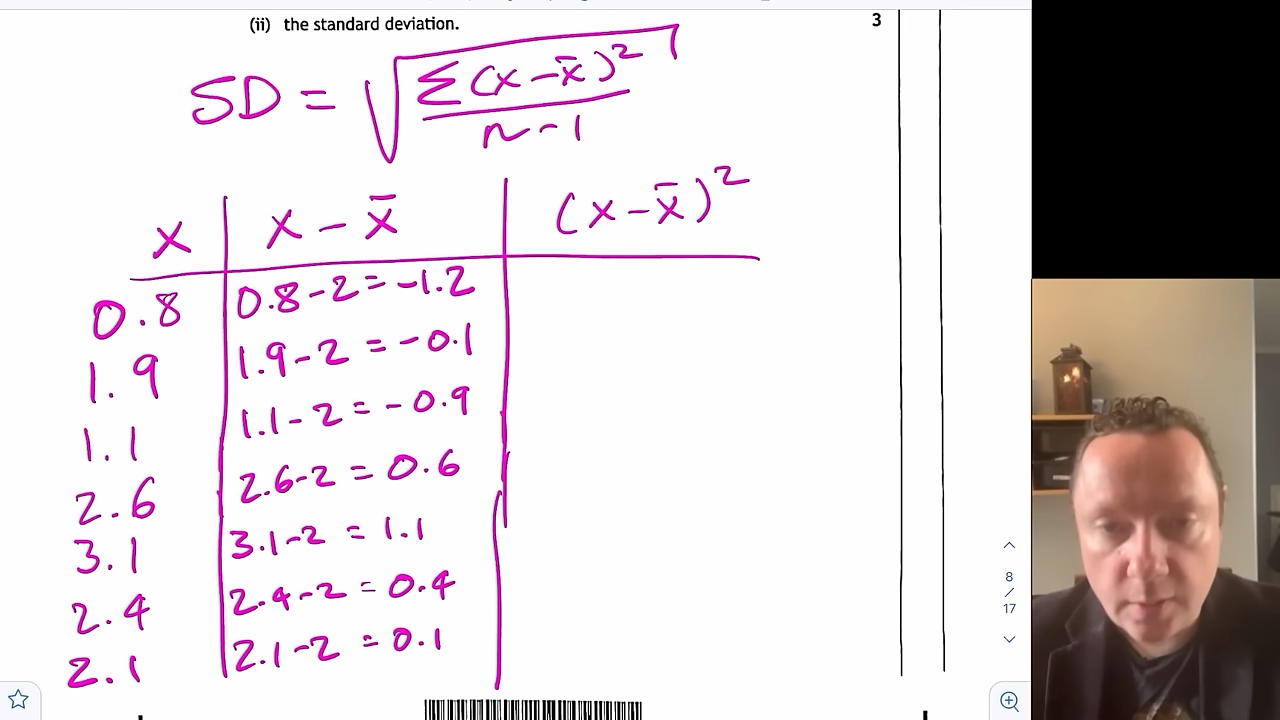 (ii) the standard deviation.
3
SD = √ Σ(x - x̄)²
n - 1
x
x - x̄
(x - x̄)²
0.8
0.8 - 2 = -1.2
1.9
1.9 - 2 = -0.1
1.1
1.1 - 2 = -0.9
2.6
2.6 - 2 = 0.6
3.1
3.1 - 2 = 1.1
2.4
2.4 - 2 = 0.4
2.1
2.1 - 2 = 0.1
8
/
17